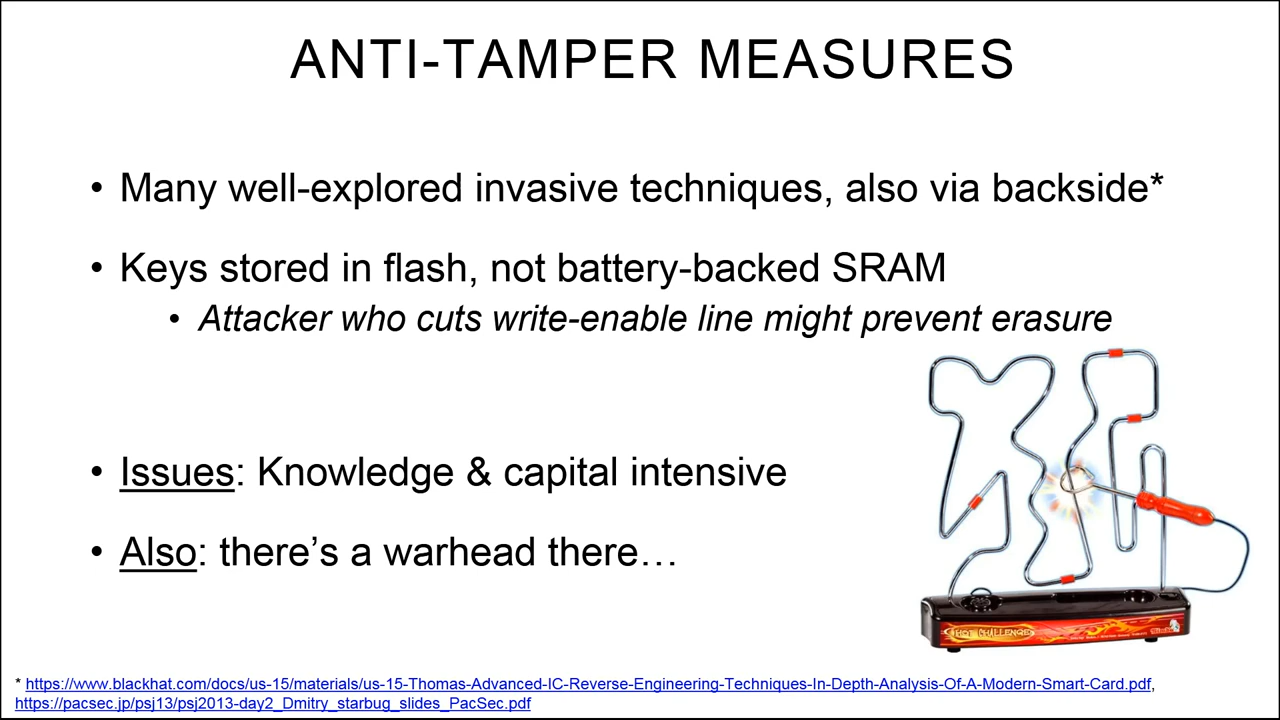 ANTI-TAMPER MEASURES
• Many well-explored invasive techniques, also via backside*
• Keys stored in flash, not battery-backed SRAM
• Attacker who cuts write-enable line might prevent erasure
• Issues: Knowledge & capital intensive
• Also: there’s a warhead there…
HOT CHALLENGE
* https://www.blackhat.com/docs/us-15/materials/us-15-Thomas-Advanced-IC-Reverse-Engineering-Techniques-In-Depth-Analysis-Of-A-Modern-Smart-Card.pdf,
https://pacsec.jp/psj13/psj2013-day2_Dmitry_starbug_slides_PacSec.pdf